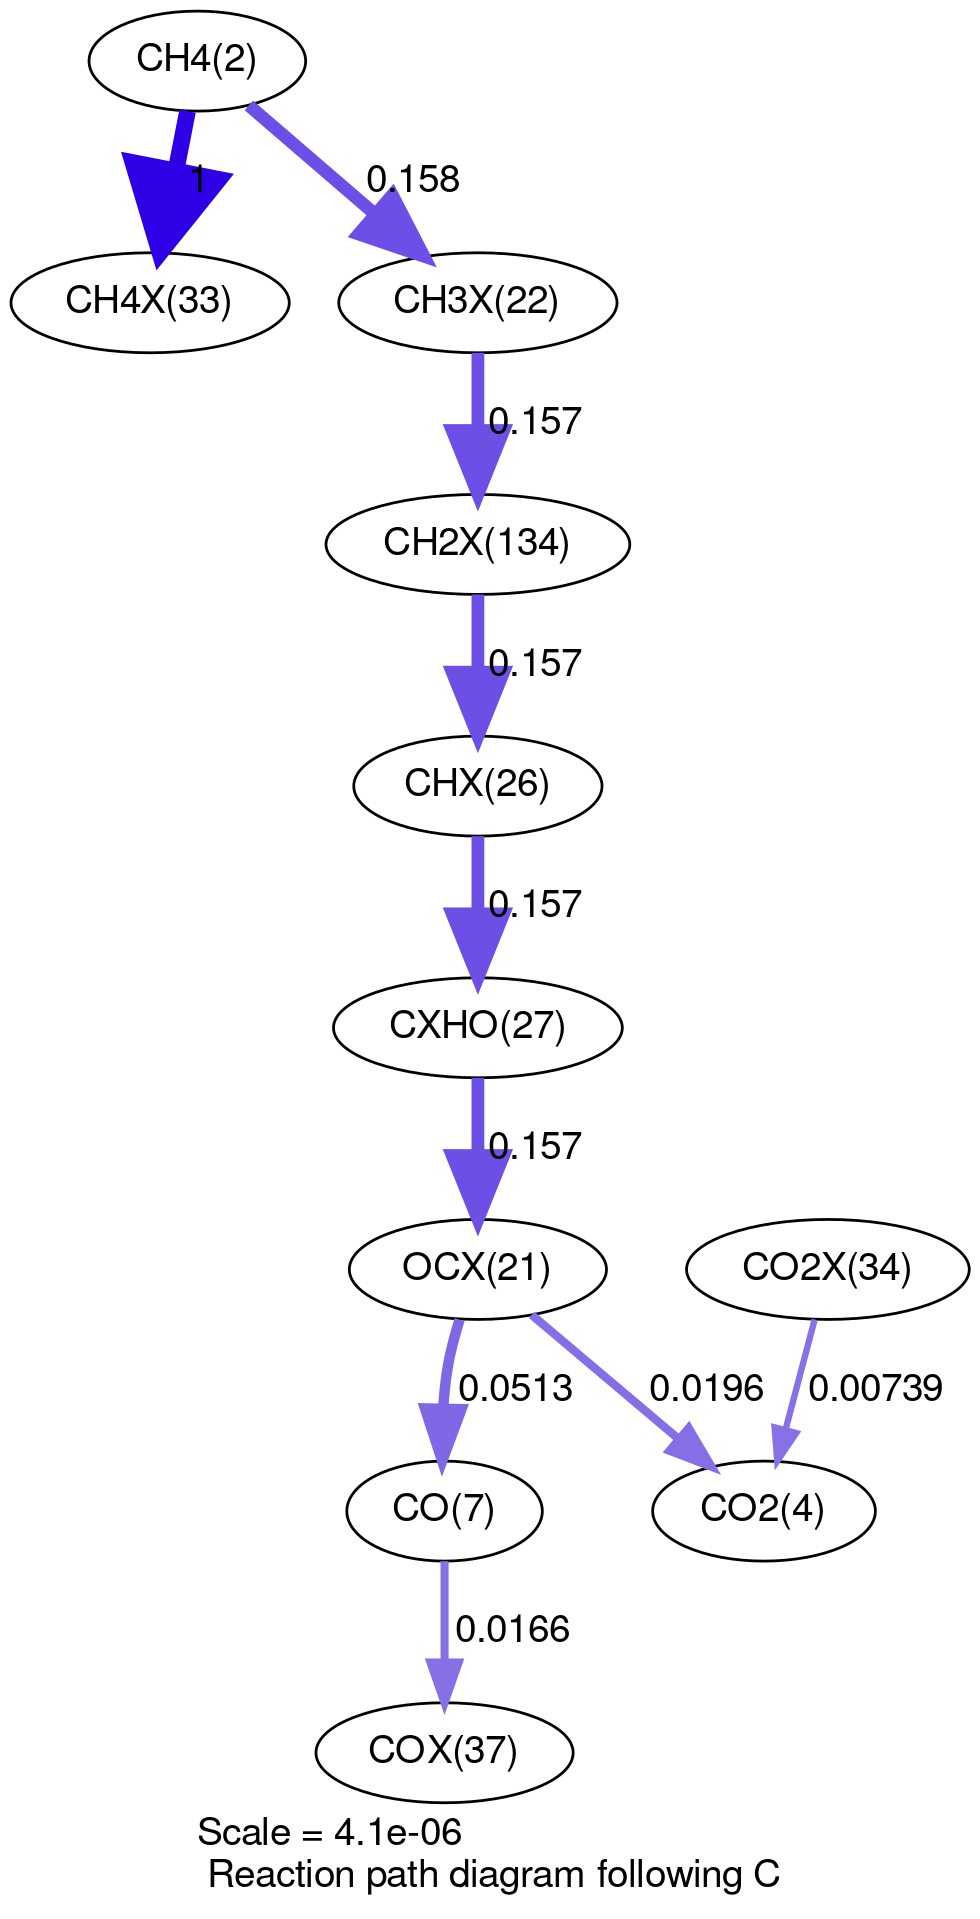 CH4(2)
1
0.158
CH4X(33)
CH3X(22)
0.157
CH2X(134)
0.157
CHX(26)
0.157
CXHO(27)
0.157
OCX(21)
CO2X(34)
0.0513
0.0196
0.00739
CO(7)
CO2(4)
0.0166
COX(37)
Scale = 4.1e-06
Reaction path diagram following C